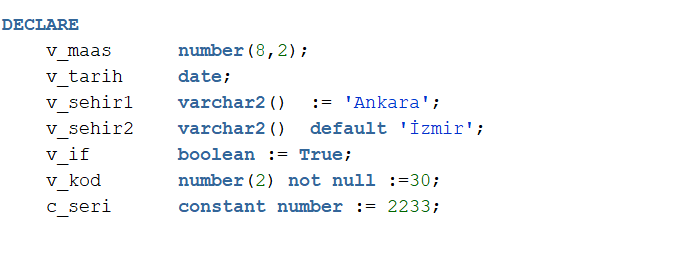 DECLARE
v_maas number(8,2);
v_tarih date;
v_sehir1 varchar2() := 'Ankara';
v_sehir2 varchar2() default 'İzmir';
v_if boolean := True;
v_kod number(2) not null :=30;
c_seri constant number := 2233;